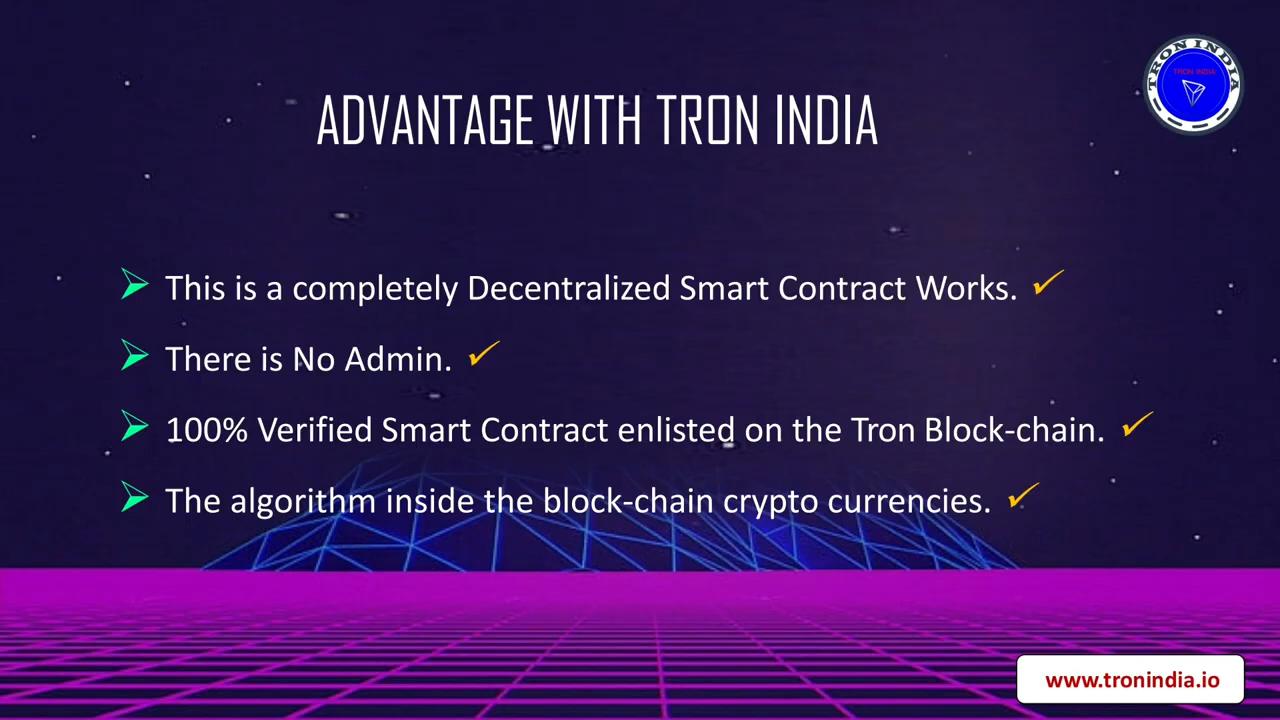 TRON INDIA
TRON INDIA
ADVANTAGE WITH TRON INDIA
This is a completely Decentralized Smart Contract Works.
There is No Admin.
100% Verified Smart Contract enlisted on the Tron Block-chain.
The algorithm inside the block-chain crypto currencies.
www.tronindia.io